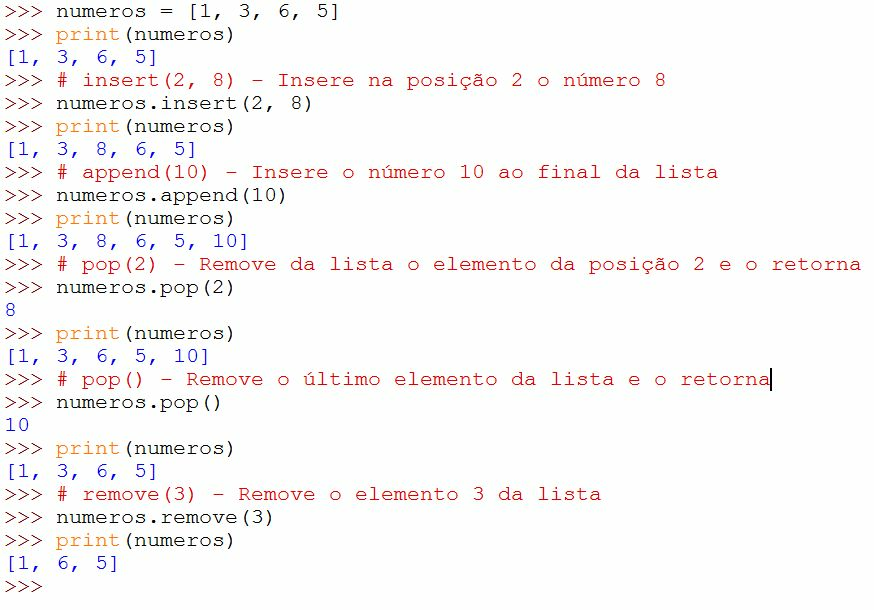 >>> numeros = [1, 3, 6, 5]
>>> print(numeros)
[1, 3, 6, 5]
>>> # insert(2, 8) - Insere na posição 2 o número 8
>>> numeros.insert(2, 8)
>>> print(numeros)
[1, 3, 8, 6, 5]
>>> # append(10) - Insere o número 10 ao final da lista
>>> numeros.append(10)
>>> print(numeros)
[1, 3, 8, 6, 5, 10]
>>> # pop(2) - Remove da lista o elemento da posição 2 e o retorna
>>> numeros.pop(2)
8
>>> print(numeros)
[1, 3, 6, 5, 10]
>>> # pop() - Remove o último elemento da lista e o retorna
>>> numeros.pop()
10
>>> print(numeros)
[1, 3, 6, 5]
>>> # remove(3) - Remove o elemento 3 da lista
>>> numeros.remove(3)
>>> print(numeros)
[1, 6, 5]
>>>